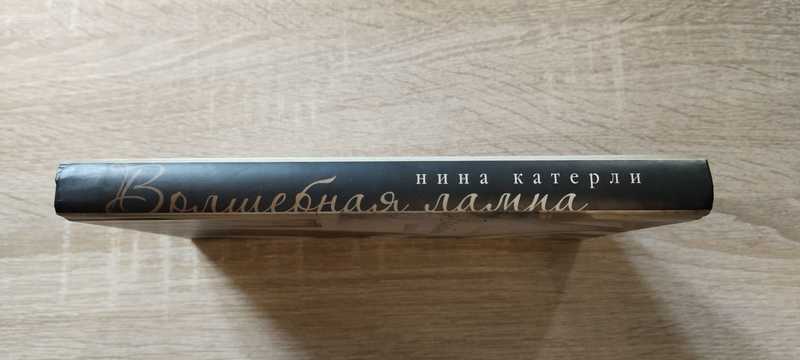 нина катерли
Волшебная лампа